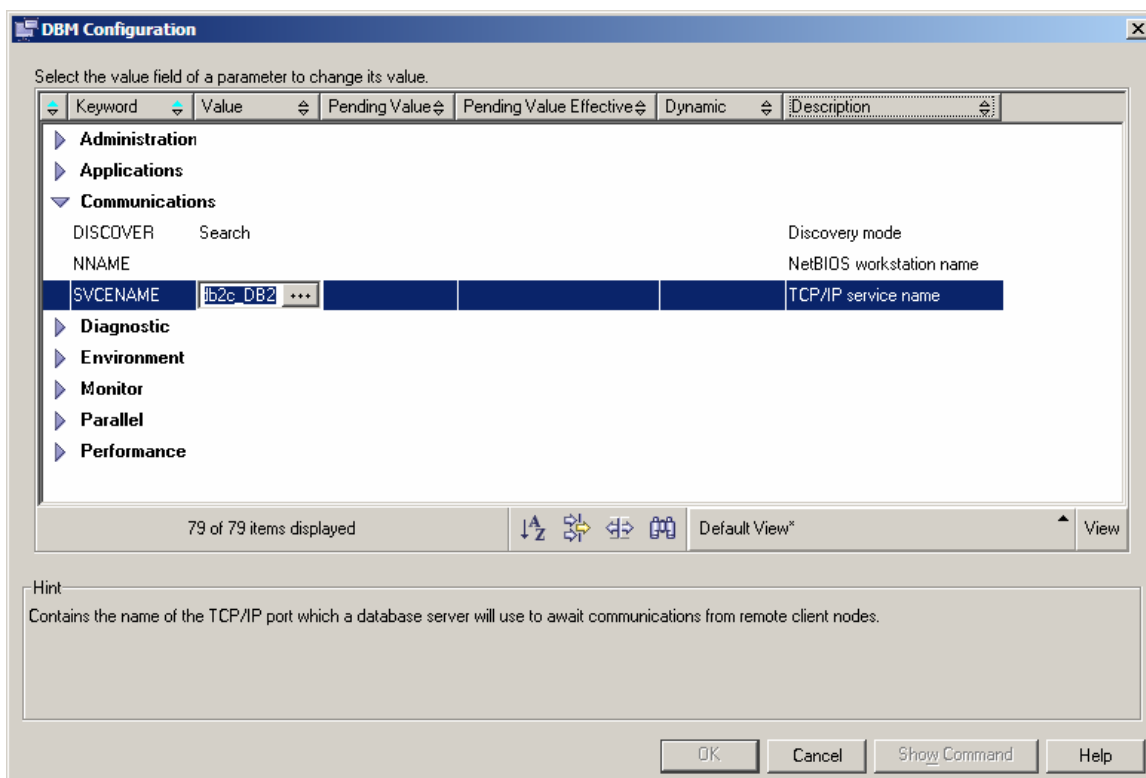 DBM Configuration
Select the value field of a parameter to change its value.
Keyword Value Pending Value Pending Value Effective Dynamic Description
Administration
Applications
Communications
DISCOVER Search Discovery mode
NNAME NetBIOS workstation name
SVCENAME db2c_DB2 ••• TCP/IP service name
Diagnostic
Environment
Monitor
Parallel
Performance
79 of 79 items displayed Default View* View
Hint
Contains the name of the TCP/IP port which a database server will use to await communications from remote client nodes.
OK Cancel Show Command Help